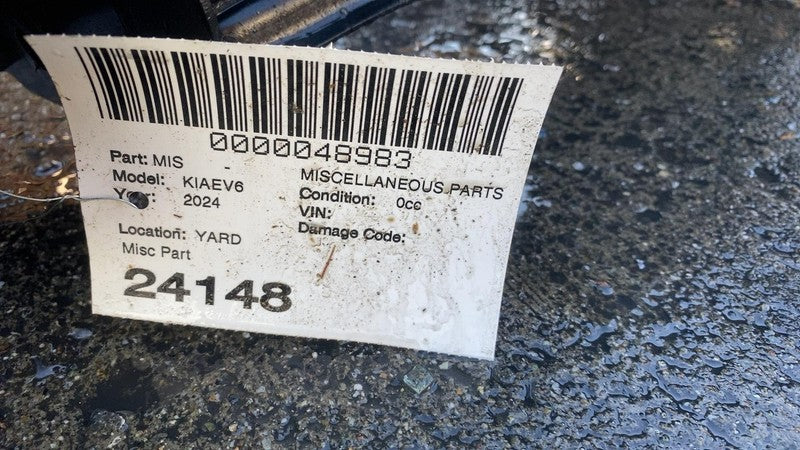 0000048983
Part: MIS
MISCELLANEOUS PARTS
Model: KIAEV6
Condition: 0cc
2024
VIN:
Location: YARD
Damage Code:
Misc Part
24148